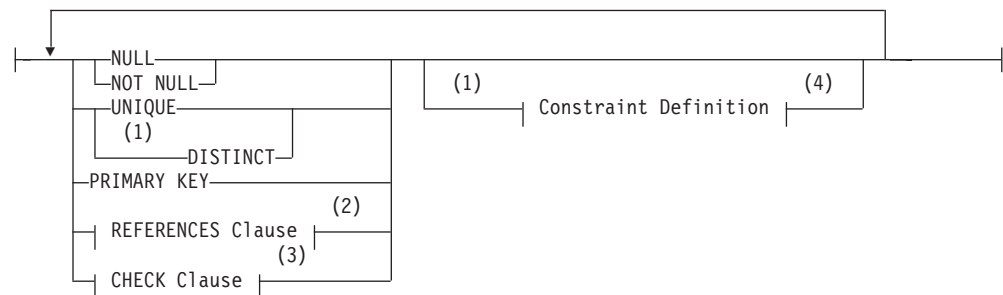 NULL
NOT NULL
(1) (4)
UNIQUE
Constraint Definition
(1)
DISTINCT
PRIMARY KEY
(2)
REFERENCES Clause
(3)
CHECK Clause